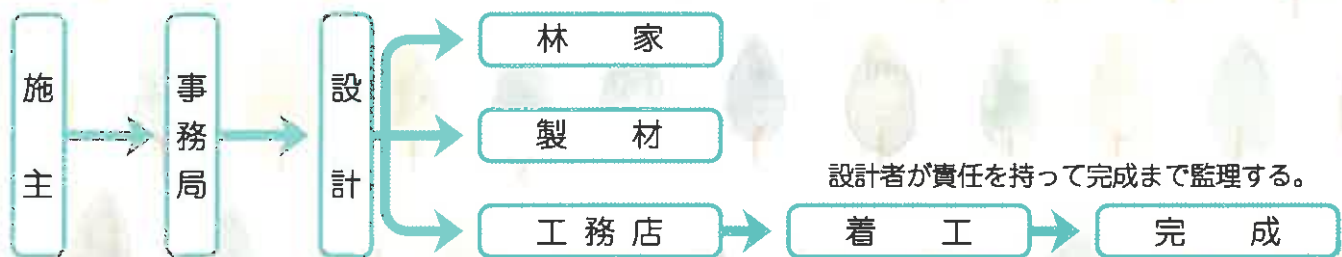 施主
事務局
設計
林家
製材
設計者が責任を持って完成まで監理する。
工務店
着工
完成